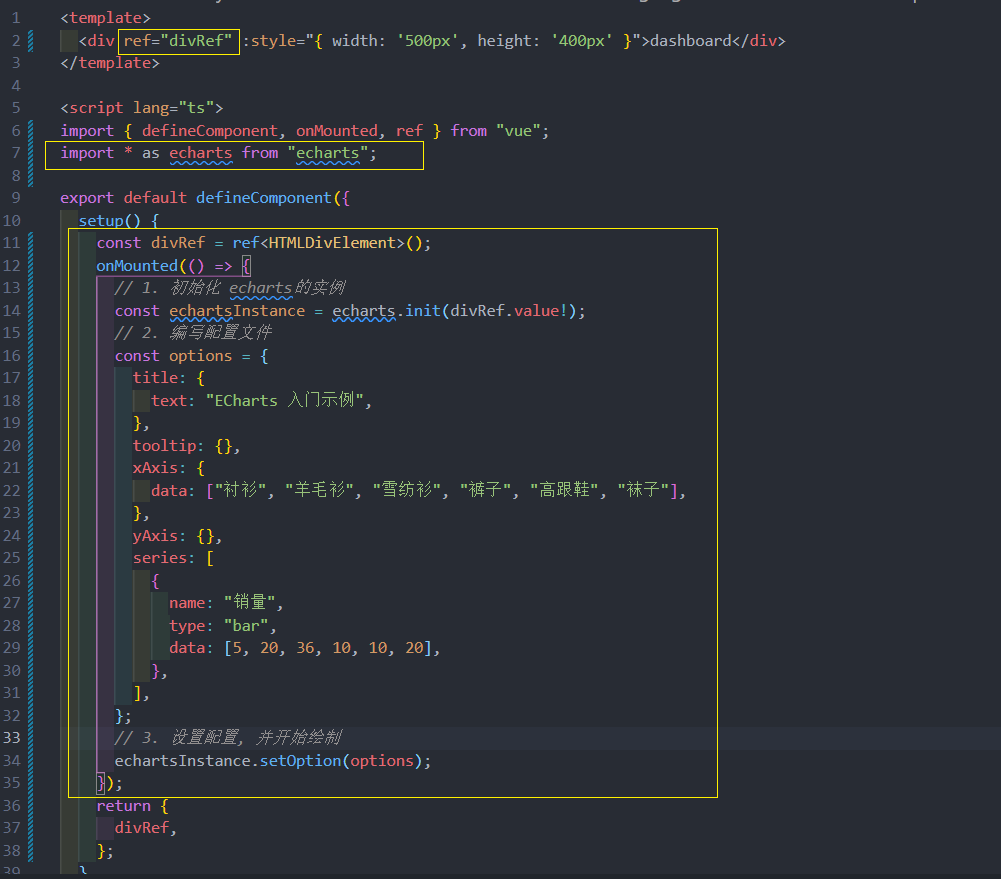 1 <template>
2 <div ref="divRef" :style="{ width: '500px', height: '400px' }">dashboard</div>
3 </template>
4
5 <script lang="ts">
6 import { defineComponent, onMounted, ref } from "vue";
7 import * as echarts from "echarts";
8
9 export default defineComponent({
10 setup() {
11 const divRef = ref<HTMLDivElement>();
12 onMounted(() => {
13 // 1. 初始化 echarts的实例
14 const echartsInstance = echarts.init(divRef.value!);
15 // 2. 编写配置文件
16 const options = {
17 title: {
18 text: "ECharts 入门示例",
19 },
20 tooltip: {},
21 xAxis: {
22 data: ["衬衫", "羊毛衫", "雪纺衫", "裤子", "高跟鞋", "袜子"],
23 },
24 yAxis: {},
25 series: [
26 {
27 name: "销量",
28 type: "bar",
29 data: [5, 20, 36, 10, 10, 20],
30 },
31 ],
32 };
33 // 3. 设置配置, 并开始绘制
34 echartsInstance.setOption(options);
35 });
36 return {
37 divRef,
38 };
39 }